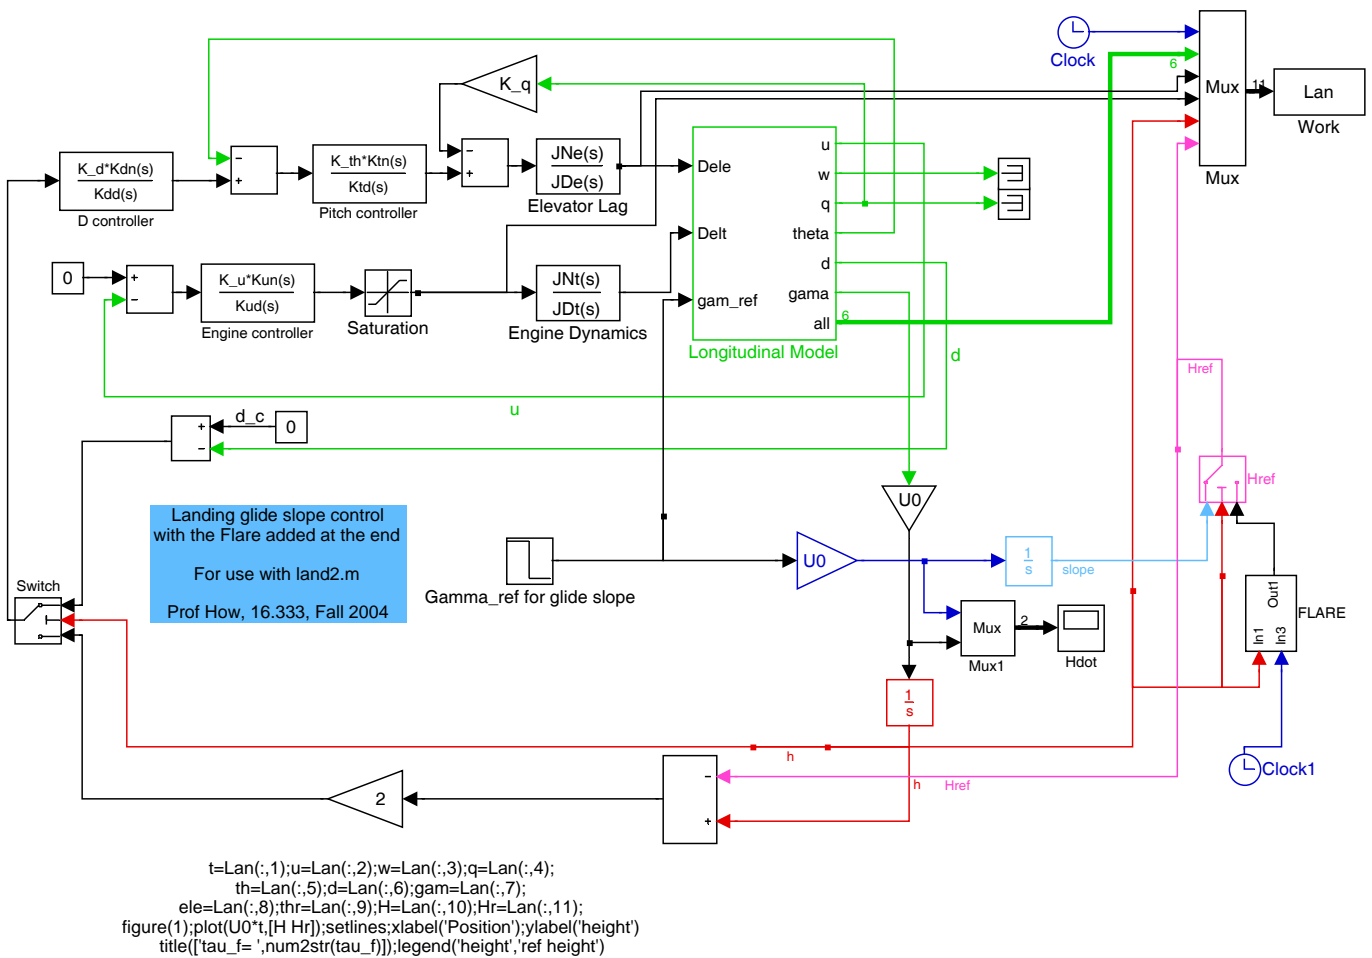 Clock
6
Mux
11
Lan
Work
Mux
K_q
K_d*Kdn(s)
Kdd(s)
D controller
−
+
K_th*Ktn(s)
Ktd(s)
Pitch controller
−
+
JNe(s)
JDe(s)
Elevator Lag
Dele
Delt
gam_ref
u
w
q
theta
d
gama
all
6
Longitudinal Model
0
+
−
K_u*Kun(s)
Kud(s)
Engine controller
Saturation
JNt(s)
JDt(s)
Engine Dynamics
d
u
Href
d_c
0
+
−
Href
U0
Landing glide slope control
with the Flare added at the end
For use with land2.m
Prof How, 16.333, Fall 2004
Gamma_ref for glide slope
U0
1
s
slope
Switch
Out1
In1
In3
FLARE
Mux
Mux1
2
Hdot
1
s
h
−
+
h
Href
Clock1
2
t=Lan(:,1);u=Lan(:,2);w=Lan(:,3);q=Lan(:,4);
th=Lan(:,5);d=Lan(:,6);gam=Lan(:,7);
ele=Lan(:,8);thr=Lan(:,9);H=Lan(:,10);Hr=Lan(:,11);
figure(1);plot(U0*t,[H Hr]);setlines;xlabel('Position');ylabel('height')
title(['tau_f= ',num2str(tau_f)]);legend('height','ref height')